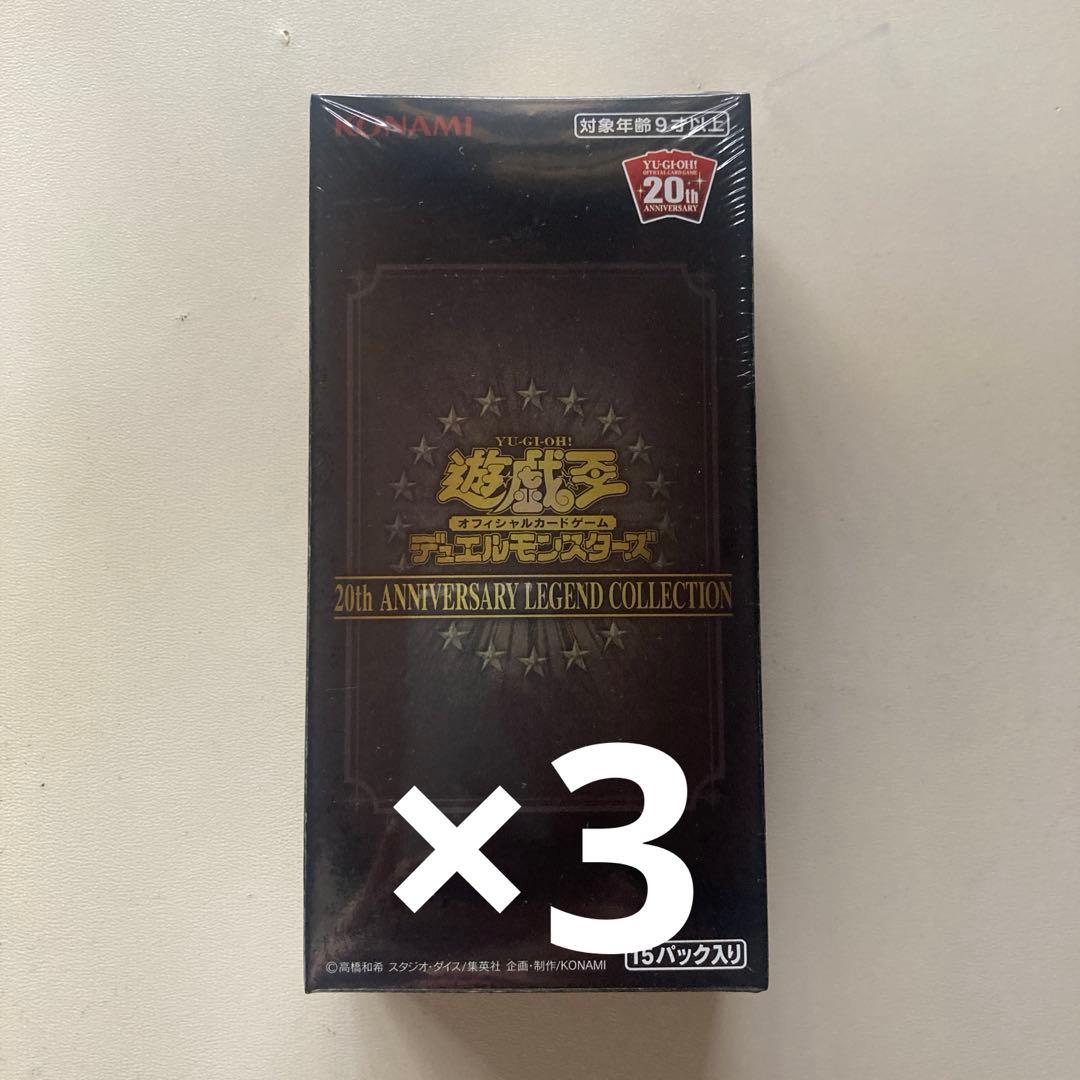 KONAMI
対象年齢9才以上
YU-GI-OH!
OFFICIAL CARD GAME
20th
ANNIVERSARY
YU-GI-OH!
遊戯王
オフィシャルカードゲーム
デュエルモンスターズ
20th ANNIVERSARY LEGEND COLLECTION
×3
15パック入り
©高橋和希 スタジオ・ダイス/集英社 企画・制作/KONAMI